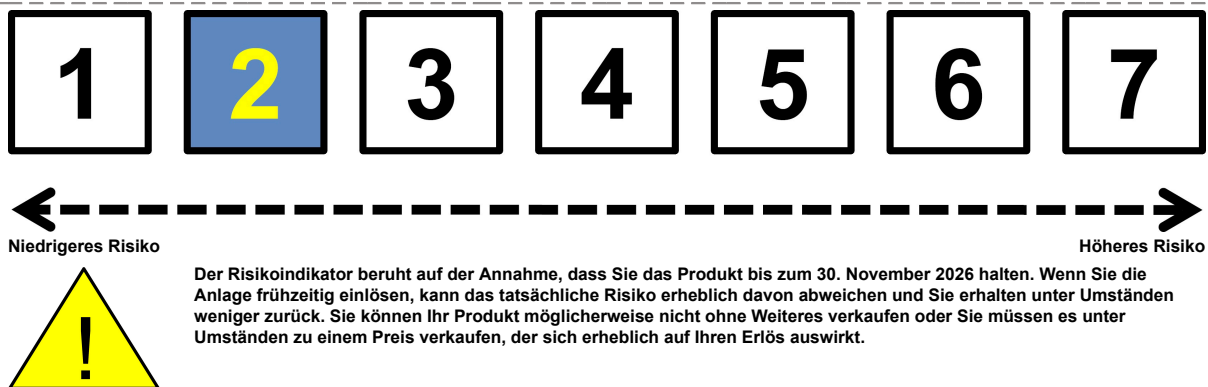 1 2 3 4 5 6 7
Niedrigeres Risiko Höheres Risiko
Der Risikoindikator beruht auf der Annahme, dass Sie das Produkt bis zum 30. November 2026 halten. Wenn Sie die
Anlage frühzeitig einlösen, kann das tatsächliche Risiko erheblich davon abweichen und Sie erhalten unter Umständen
weniger zurück. Sie können Ihr Produkt möglicherweise nicht ohne Weiteres verkaufen oder Sie müssen es unter
Umständen zu einem Preis verkaufen, der sich erheblich auf Ihren Erlös auswirkt.
!